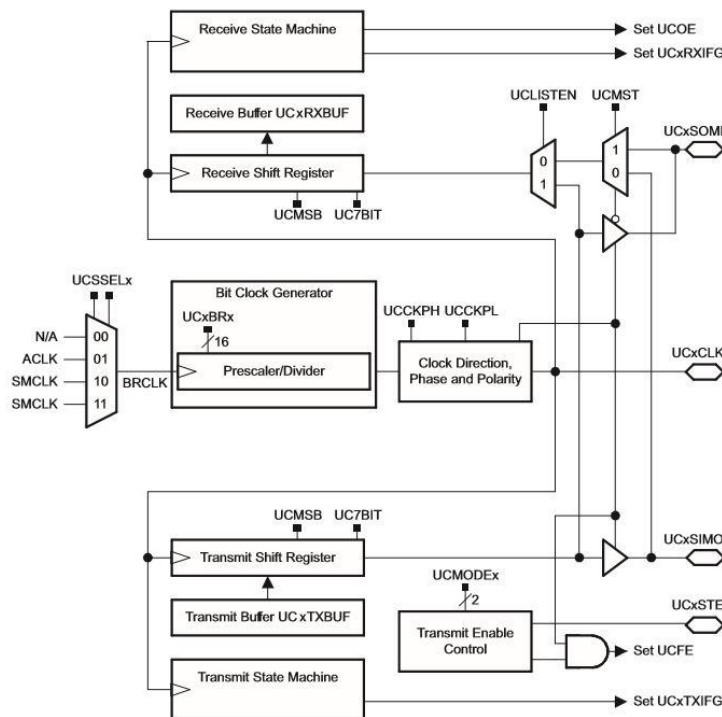 Receive State Machine
Set UCOE
Set UCxRXIFG
UCLISTEN
UCMST
Receive Buffer UCxRXBUF
UCxSOMI
1
0
0
1
Receive Shift Register
UCMSB
UC7BIT
UCSSELx
Bit Clock Generator
UCCKPH
UCCKPL
UCxBRx
N/A
00
16
ACLK
01
Prescaler/Divider
Clock Direction,
Phase and Polarity
UCxCLK
SMCLK
10
BRCLK
SMCLK
11
UCMSB
UC7BIT
Transmit Shift Register
UCxSIMO
UCMODEx
2
UCxSTE
Transmit Buffer UCxTXBUF
Transmit Enable
Control
Set UCFE
Transmit State Machine
Set UCxTXIFG